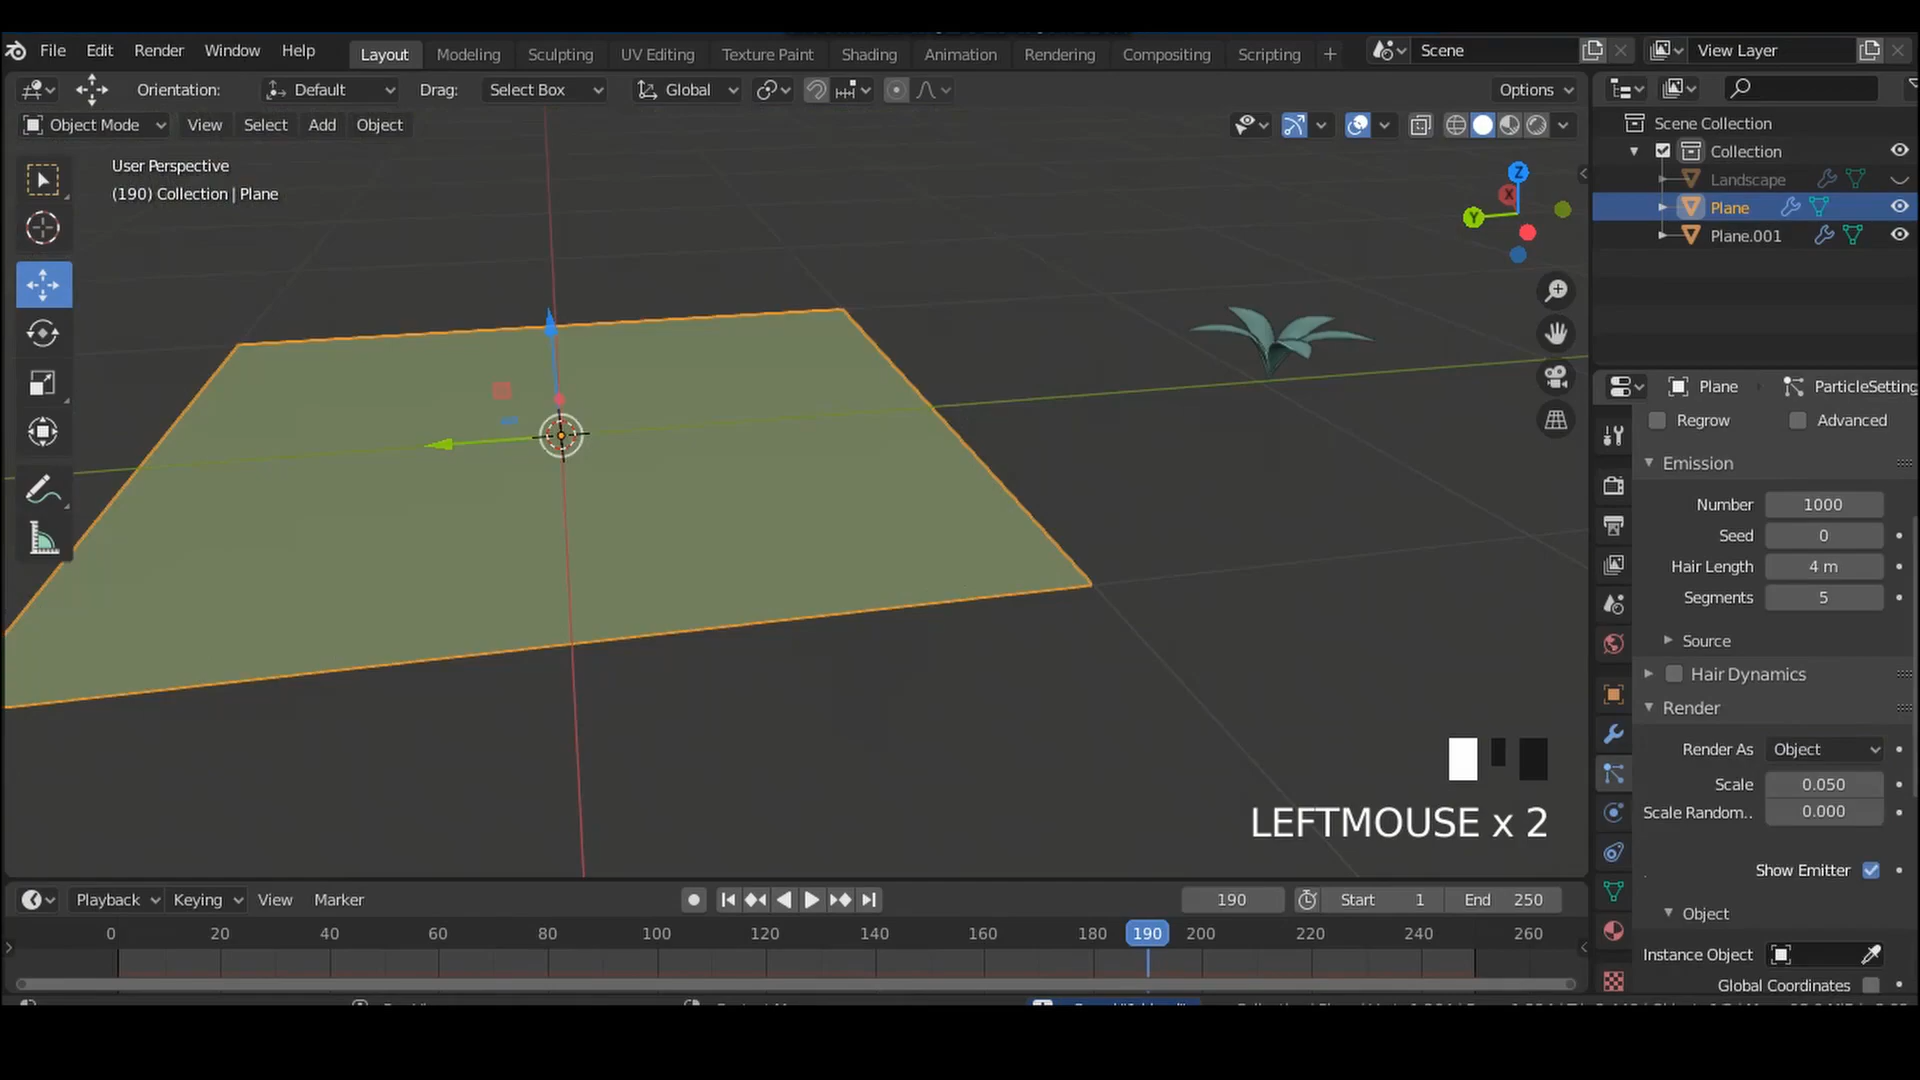 File Edit Render Window Help Layout Modeling Sculpting UV Editing Texture Paint Shading Animation Rendering Compositing Scripting + Scene View Layer
Orientation: Default Drag: Select Box Global Options
Object Mode View Select Add Object
User Perspective
(190) Collection | Plane
Z
X
Y
Scene Collection
Collection
Landscape
Plane
Plane.001
Plane ParticleSetting
Regrow Advanced
Emission
Number 1000
Seed 0
Hair Length 4 m
Segments 5
Source
Hair Dynamics
Render
Render As Object
Scale 0.050
Scale Random.. 0.000
Show Emitter
Object
Instance Object
Global Coordinates
LEFTMOUSE x 2
Playback Keying View Marker 190 Start 1 End 250
0 20 40 60 80 100 120 140 160 180 190 200 220 240 260